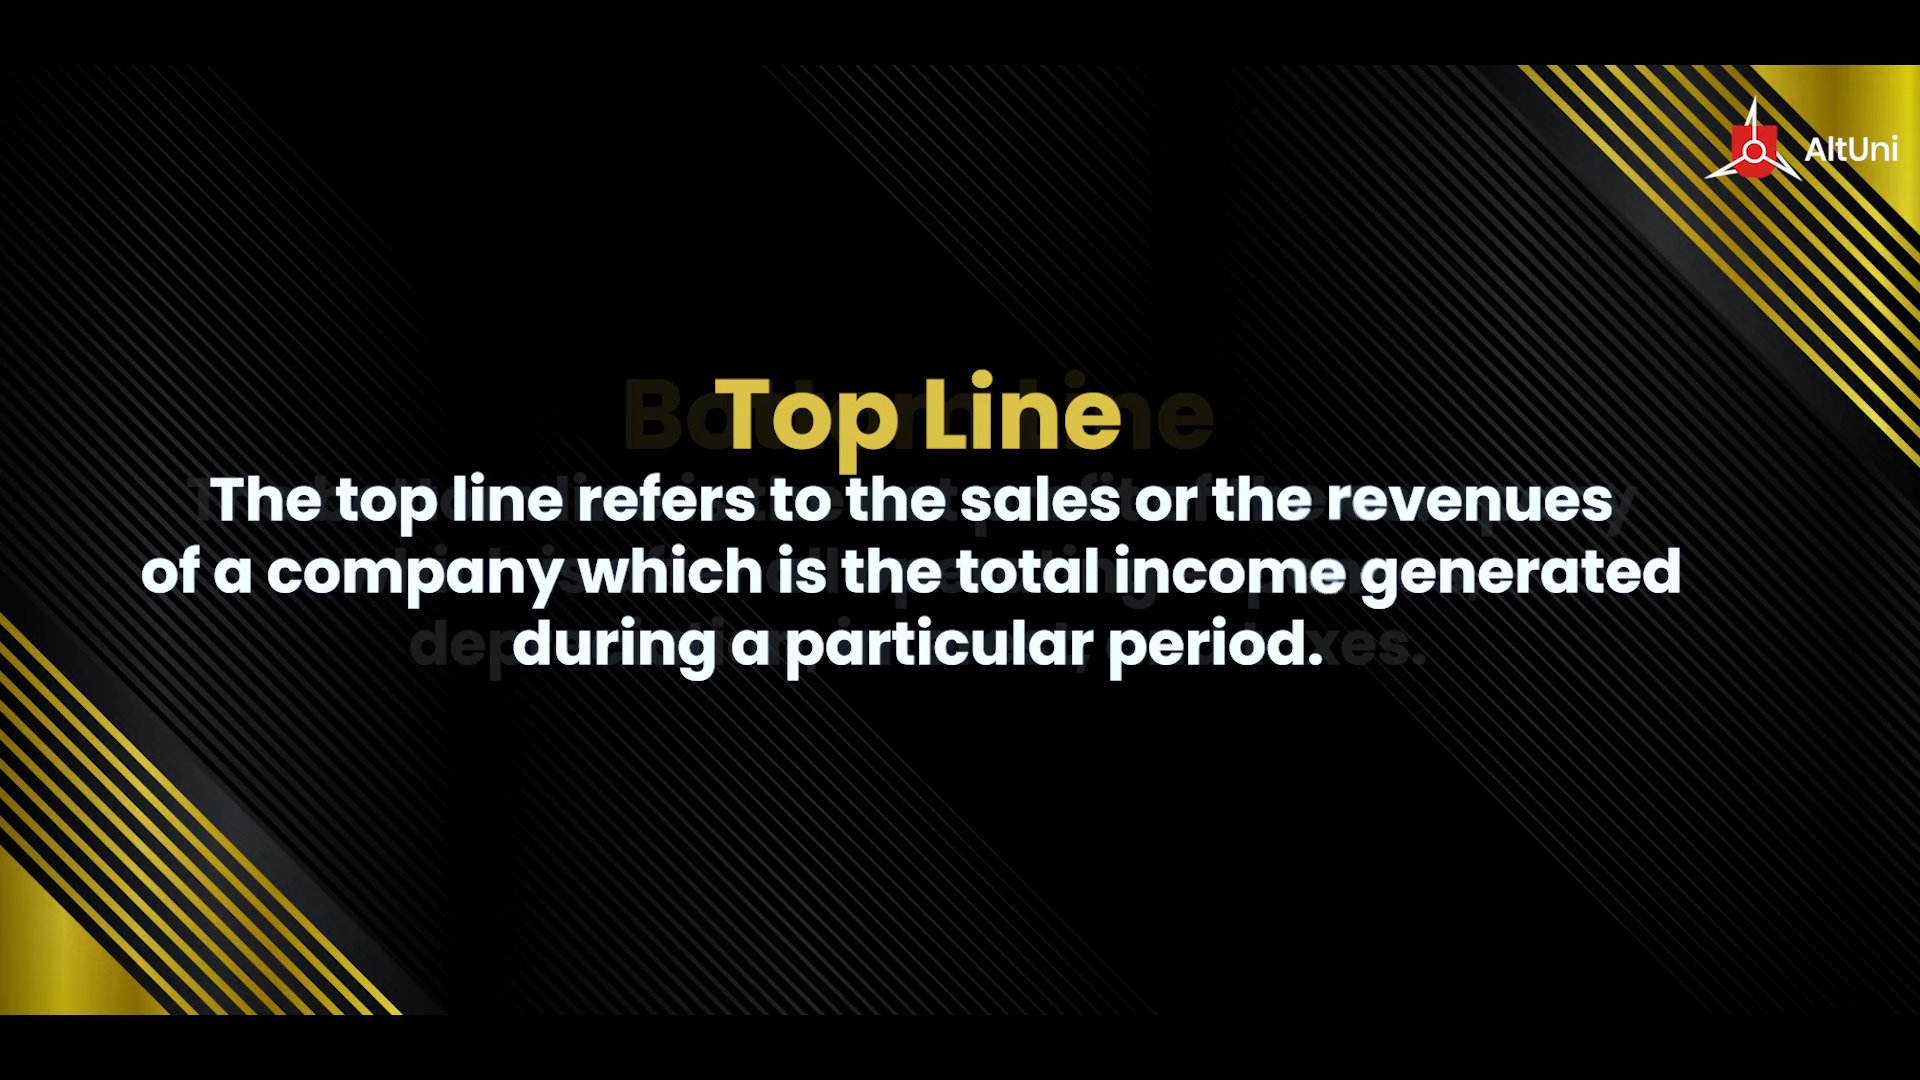 AltUni
Top Line
The top line refers to the sales or the revenues
of a company which is the total income generated
during a particular period.